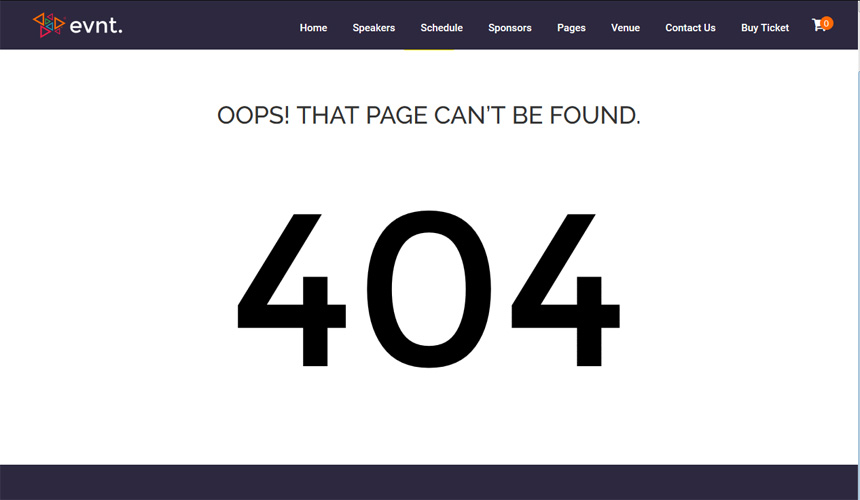 evnt.
Home Speakers Schedule Sponsors Pages Venue Contact Us Buy Ticket 0
OOPS! THAT PAGE CAN’T BE FOUND.
404